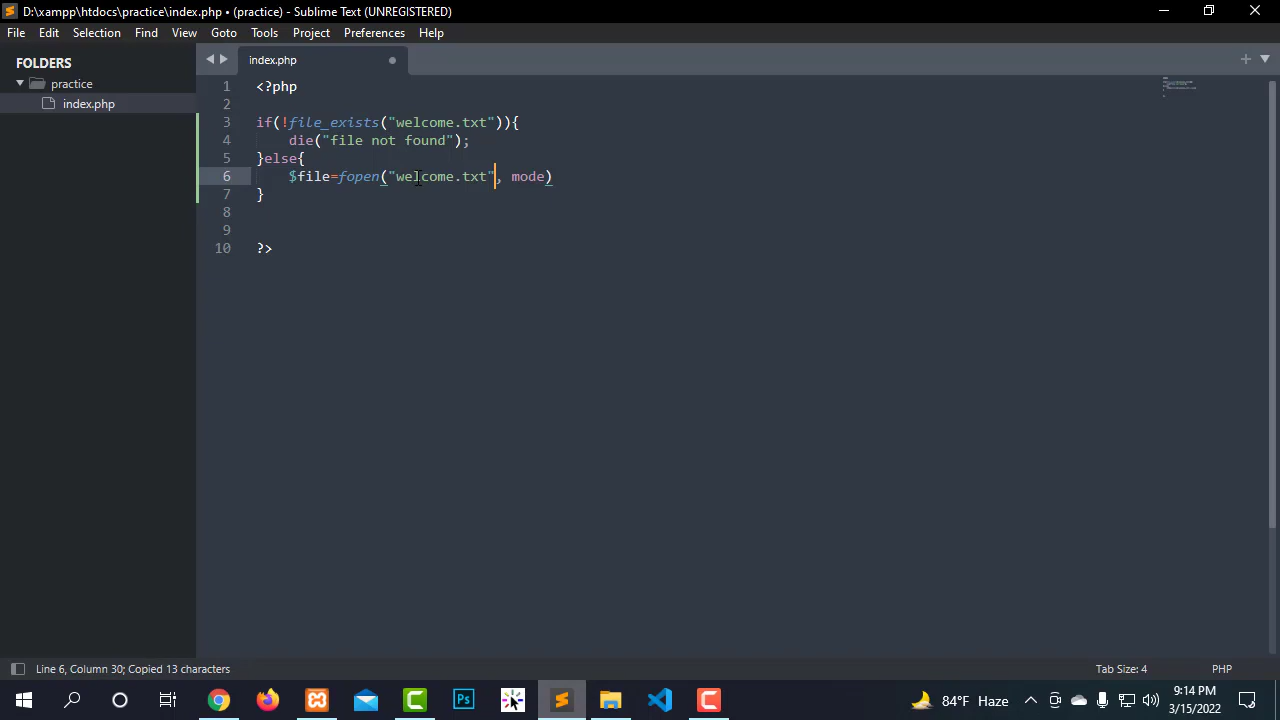 D:\xampp\htdocs\practice\index.php • (practice) - Sublime Text (UNREGISTERED)
File Edit Selection Find View Goto Tools Project Preferences Help
FOLDERS
practice
index.php
index.php
1 <?php
2
3 if(!file_exists("welcome.txt")){
4 die("file not found");
5 }else{
6 $file=fopen("welcome.txt", mode)
7 }
8
9
10 ?>
Line 6, Column 30; Copied 13 characters
Tab Size: 4
PHP
Ps
84°F Haze
9:14 PM
3/15/2022